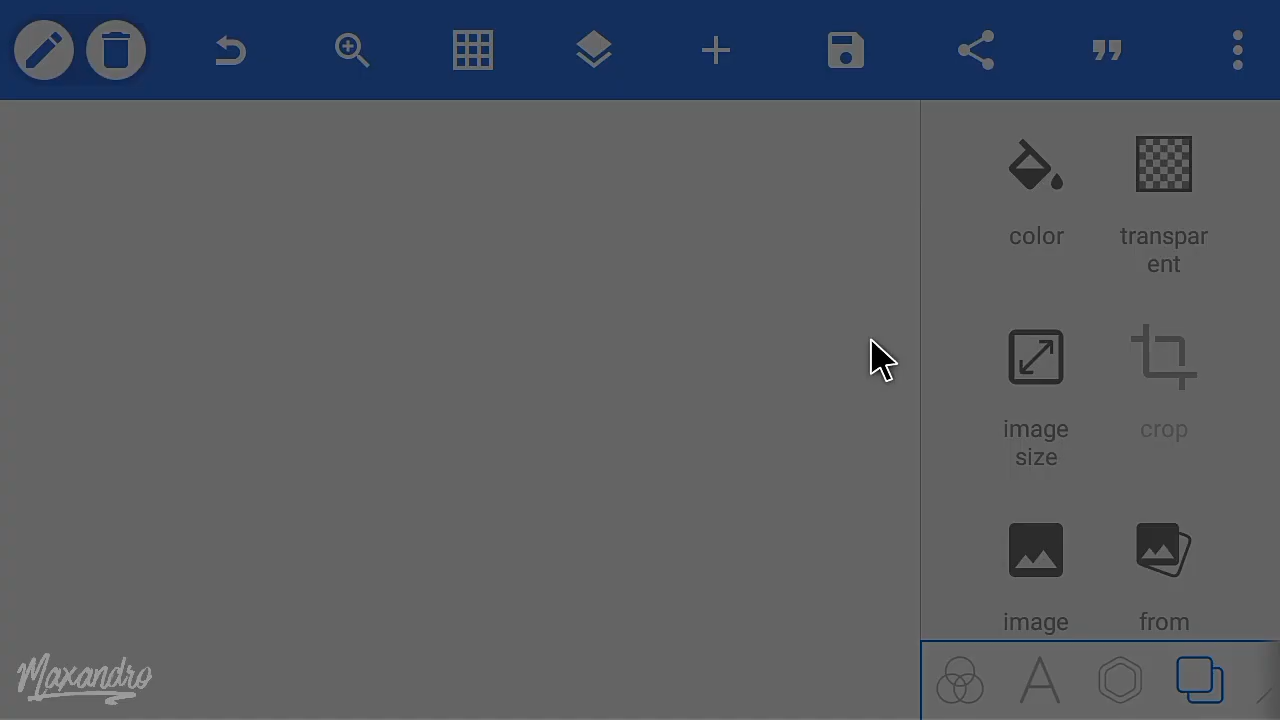 color
transpar
ent
image
size
crop
image
from
Maxandro